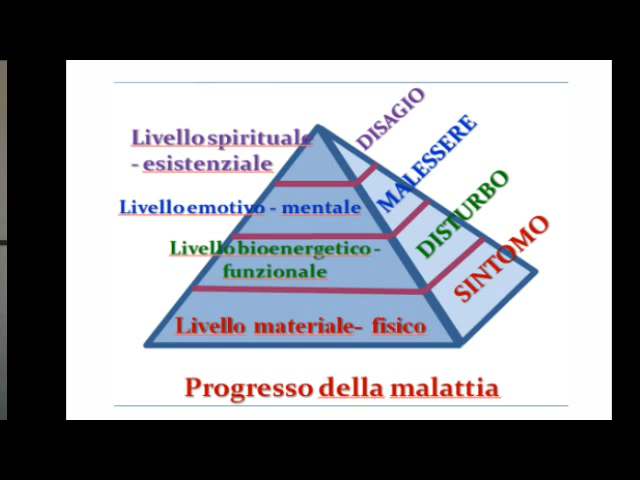 Livello spirituale
- esistenziale
DISAGIO
Livello emotivo - mentale
MALESSERE
Livello bioenergetico -
funzionale
DISTURBO
Livello materiale- fisico
SINTOMO
Progresso della malattia